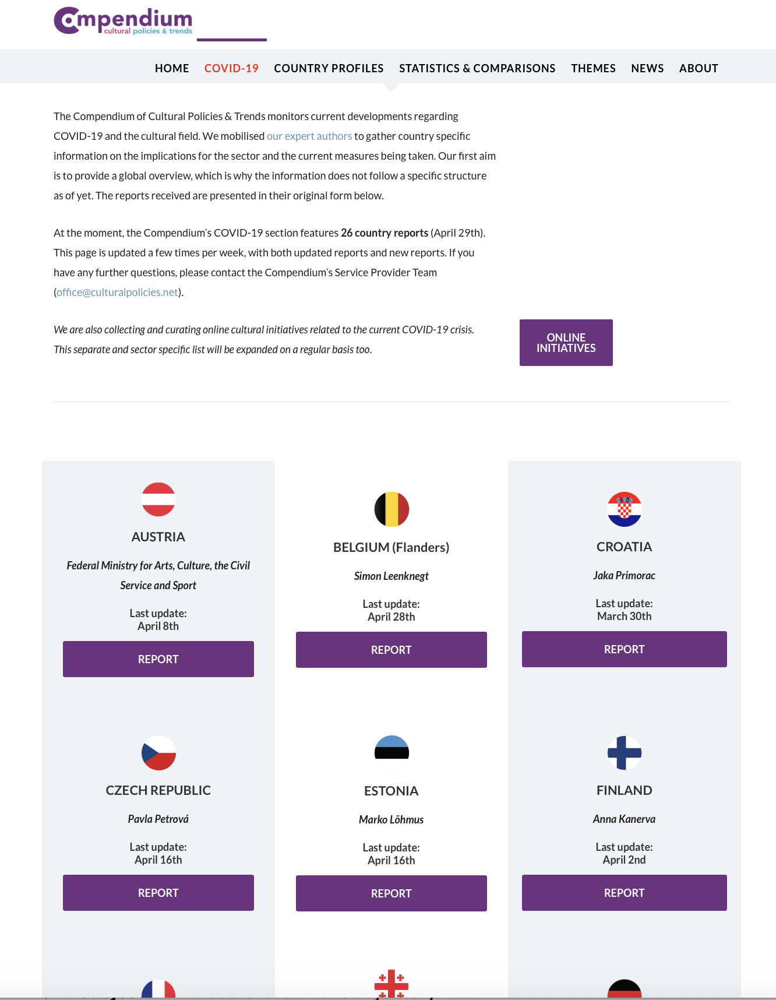 Compendium
cultural policies & trends
HOME COVID-19 COUNTRY PROFILES STATISTICS & COMPARISONS THEMES NEWS ABOUT
The Compendium of Cultural Policies & Trends monitors current developments regarding
COVID-19 and the cultural field. We mobilised our expert authors to gather country specific
information on the implications for the sector and the current measures being taken. Our first aim
is to provide a global overview, which is why the information does not follow a specific structure
as of yet. The reports received are presented in their original form below.
At the moment, the Compendium's COVID-19 section features 26 country reports (April 29th).
This page is updated a few times per week, with both updated reports and new reports. If you
have any further questions, please contact the Compendium's Service Provider Team
(office@culturalpolicies.net).
We are also collecting and curating online cultural initiatives related to the current COVID-19 crisis.
This separate and sector specific list will be expanded on a regular basis too.
ONLINE
INITIATIVES
AUSTRIA
Federal Ministry for Arts, Culture, the Civil
Service and Sport
Last update:
April 8th
REPORT
BELGIUM (Flanders)
Simon Leenknegt
Last update:
April 28th
REPORT
CROATIA
Jaka Primorac
Last update:
March 30th
REPORT
CZECH REPUBLIC
Pavla Petrová
Last update:
April 16th
REPORT
ESTONIA
Marko Lõhmus
Last update:
April 16th
REPORT
FINLAND
Anna Kanerva
Last update:
April 2nd
REPORT